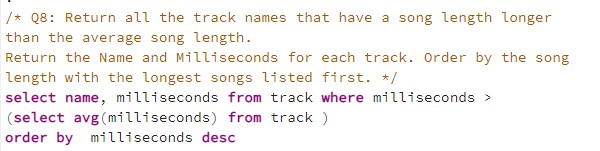 /* Q8: Return all the track names that have a song length longer
than the average song length.
Return the Name and Milliseconds for each track. Order by the song
length with the longest songs listed first. */
select name, milliseconds from track where milliseconds >
(select avg(milliseconds) from track )
order by  milliseconds desc